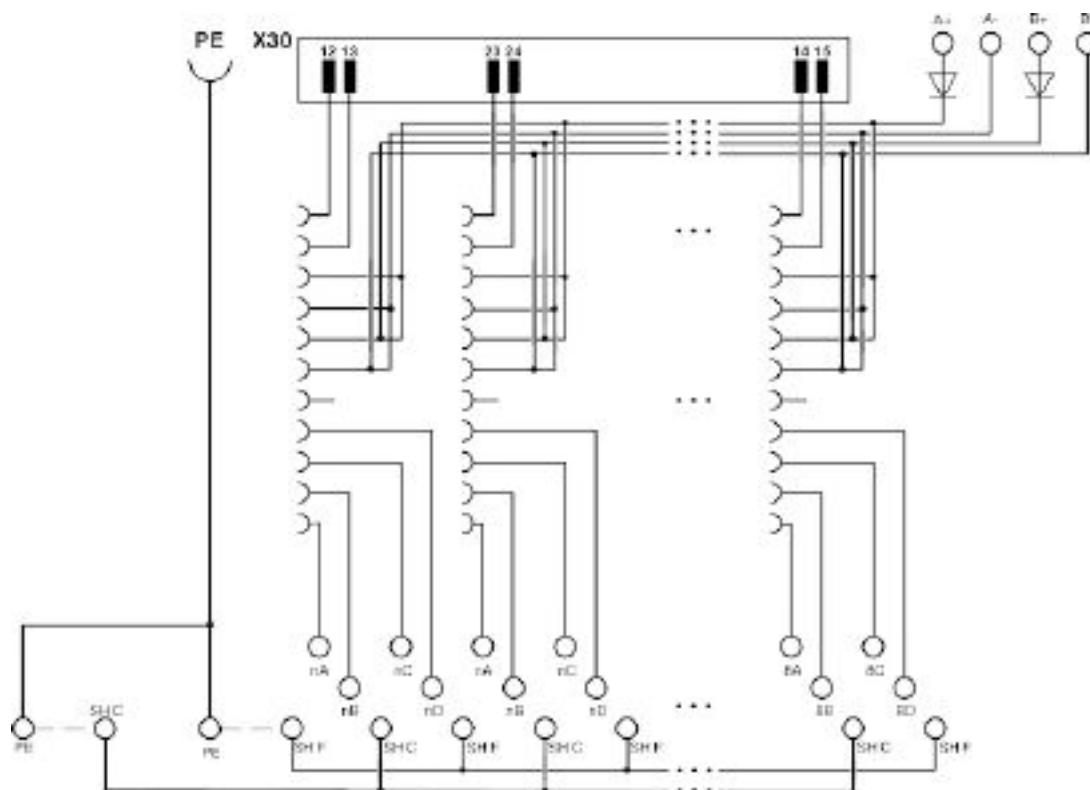 PE X30 A+ A- B+ B
12 13 23 24 14 15
nA nC nA nC 8A 8C
nB nD nB nD 8B 8D
SHC
PE PE SHF SHC SHF SHC SHF SHC SHF